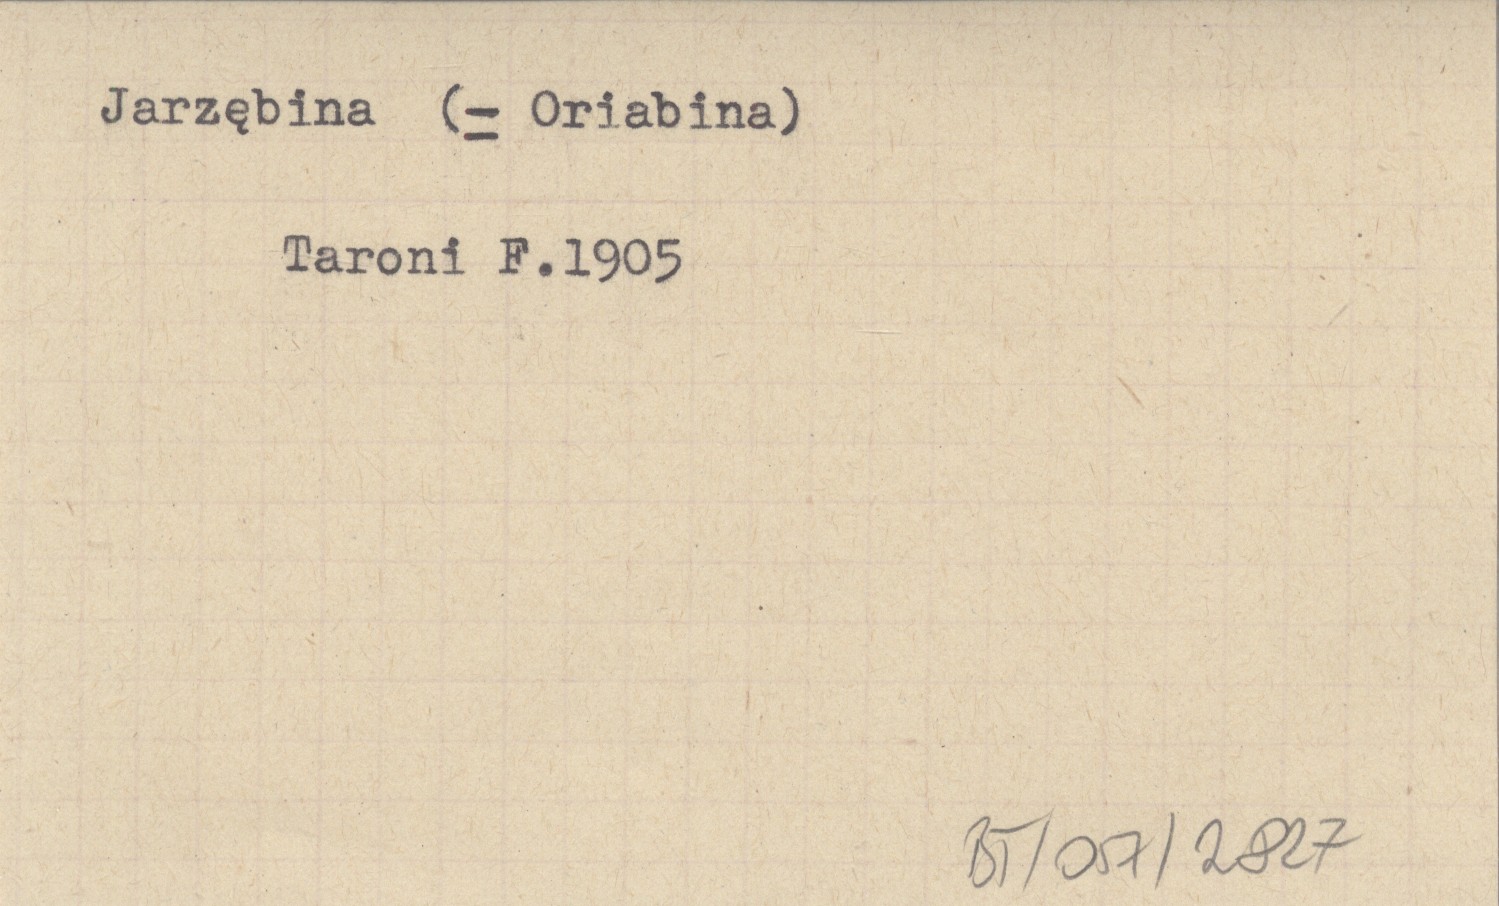 Jarzębina (= Oriabina)
Taroni F.1905
BT/057/2827